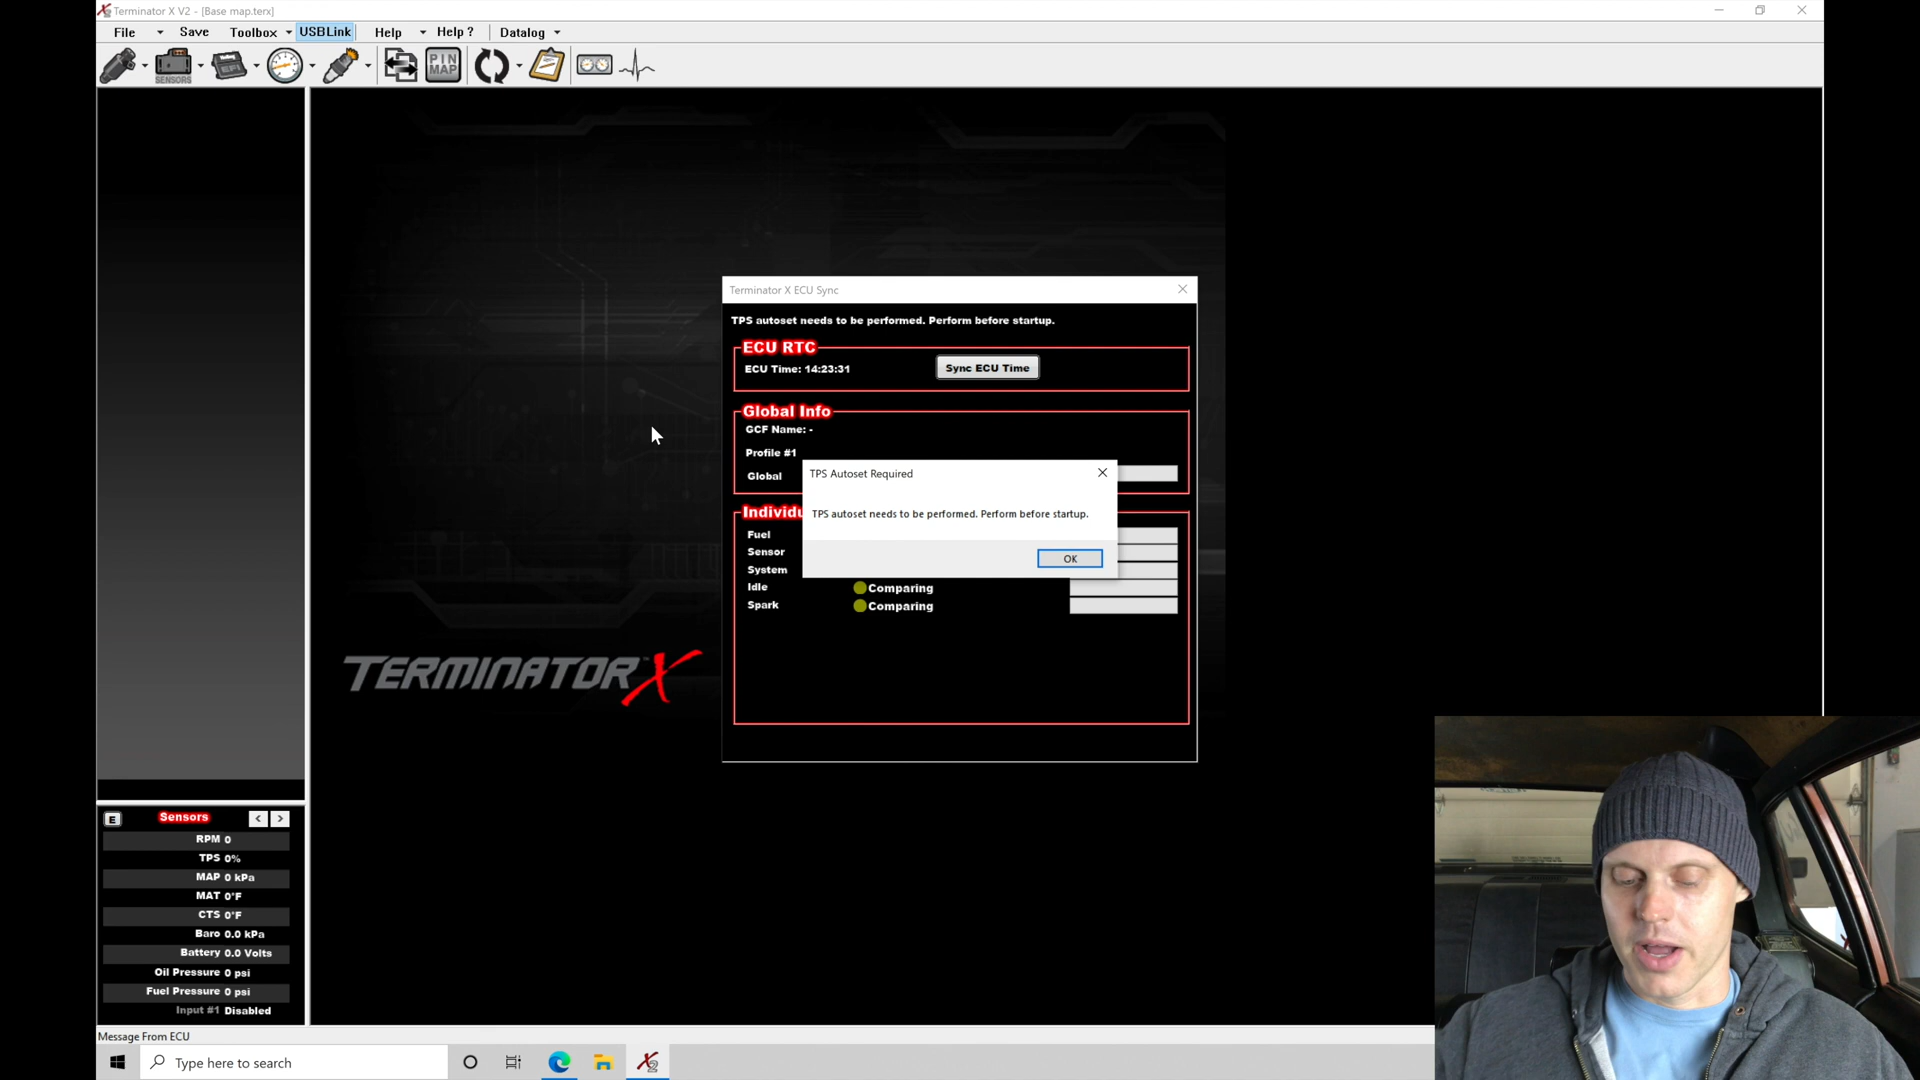 Terminator X V2 - [Base map.terx]
File Save Toolbox USBLink Help Help ? Datalog
SENSORS EFI PIN MAP
Terminator X ECU Sync
TPS autoset needs to be performed. Perform before startup.
ECU RTC
ECU Time: 14:23:31 Sync ECU Time
Global Info
GCF Name: -
Profile #1
Global
TPS Autoset Required
TPS autoset needs to be performed. Perform before startup.
OK
Individu
Fuel
Sensor
System
Idle Comparing
Spark Comparing
TERMINATOR X
E Sensors < >
RPM 0
TPS 0%
MAP 0 kPa
MAT 0°F
CTS 0°F
Baro 0.0 kPa
Battery 0.0 Volts
Oil Pressure 0 psi
Fuel Pressure 0 psi
Input #1 Disabled
Message From ECU
Type here to search